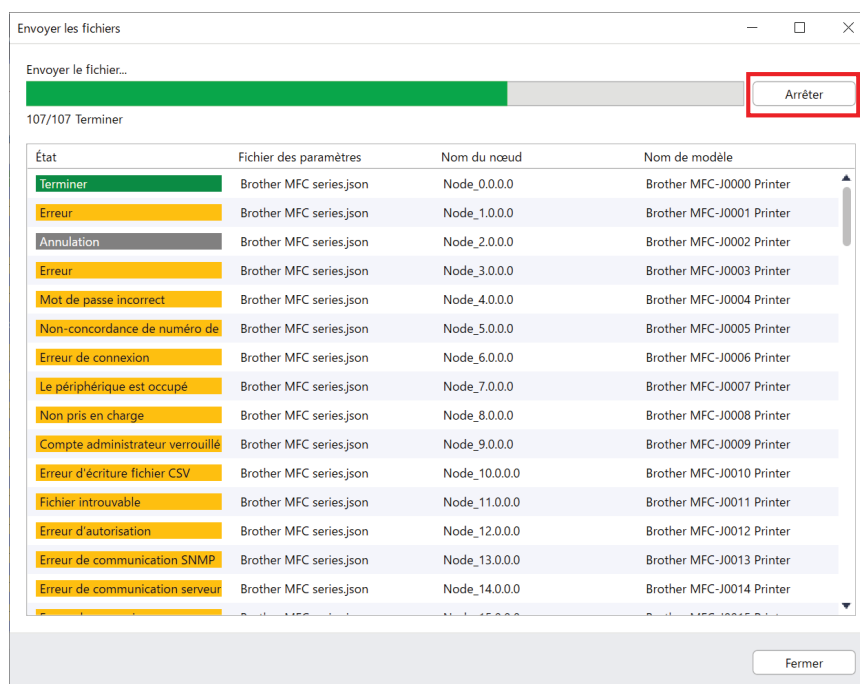 Envoyer les fichiers
Envoyer le fichier...
Arrêter
107/107 Terminer
État Fichier des paramètres Nom du nœud Nom de modèle
Terminer Brother MFC series.json Node_0.0.0.0 Brother MFC-J0000 Printer
Erreur Brother MFC series.json Node_1.0.0.0 Brother MFC-J0001 Printer
Annulation Brother MFC series.json Node_2.0.0.0 Brother MFC-J0002 Printer
Erreur Brother MFC series.json Node_3.0.0.0 Brother MFC-J0003 Printer
Mot de passe incorrect Brother MFC series.json Node_4.0.0.0 Brother MFC-J0004 Printer
Non-concordance de numéro de Brother MFC series.json Node_5.0.0.0 Brother MFC-J0005 Printer
Erreur de connexion Brother MFC series.json Node_6.0.0.0 Brother MFC-J0006 Printer
Le périphérique est occupé Brother MFC series.json Node_7.0.0.0 Brother MFC-J0007 Printer
Non pris en charge Brother MFC series.json Node_8.0.0.0 Brother MFC-J0008 Printer
Compte administrateur verrouillé Brother MFC series.json Node_9.0.0.0 Brother MFC-J0009 Printer
Erreur d'écriture fichier CSV Brother MFC series.json Node_10.0.0.0 Brother MFC-J0010 Printer
Fichier introuvable Brother MFC series.json Node_11.0.0.0 Brother MFC-J0011 Printer
Erreur d'autorisation Brother MFC series.json Node_12.0.0.0 Brother MFC-J0012 Printer
Erreur de communication SNMP Brother MFC series.json Node_13.0.0.0 Brother MFC-J0013 Printer
Erreur de communication serveur Brother MFC series.json Node_14.0.0.0 Brother MFC-J0014 Printer
Fermer